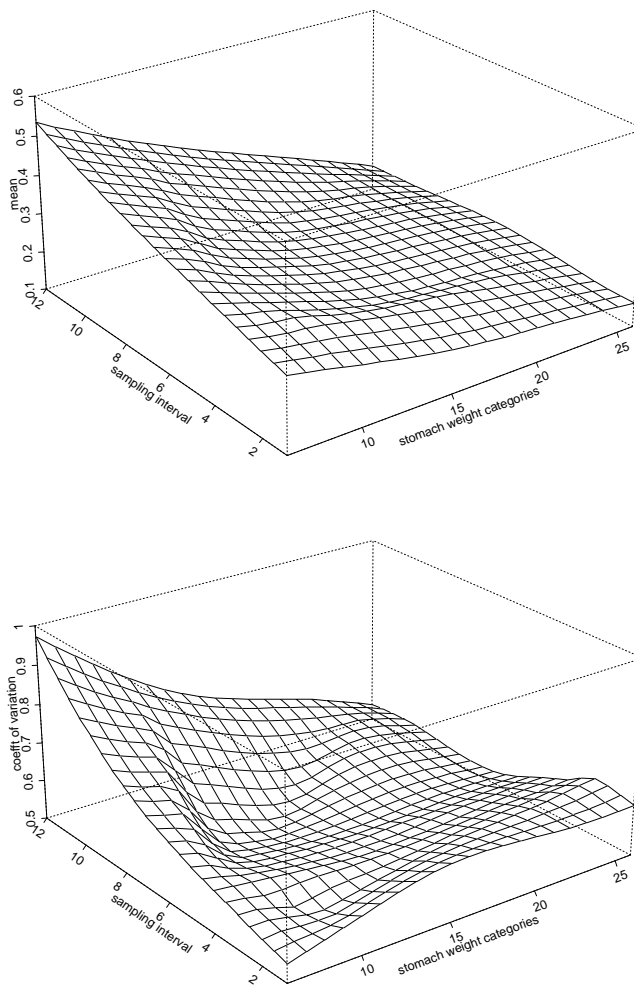 0.1 0.2 0.3 0.4 0.5 0.6
mean
12 10 8 6 4 2
sampling interval
10 15 20 25
stomach weight categories
0.5 0.6 0.7 0.8 0.9 1
coefft of variation
12 10 8 6 4 2
sampling interval
10 15 20 25
stomach weight categories